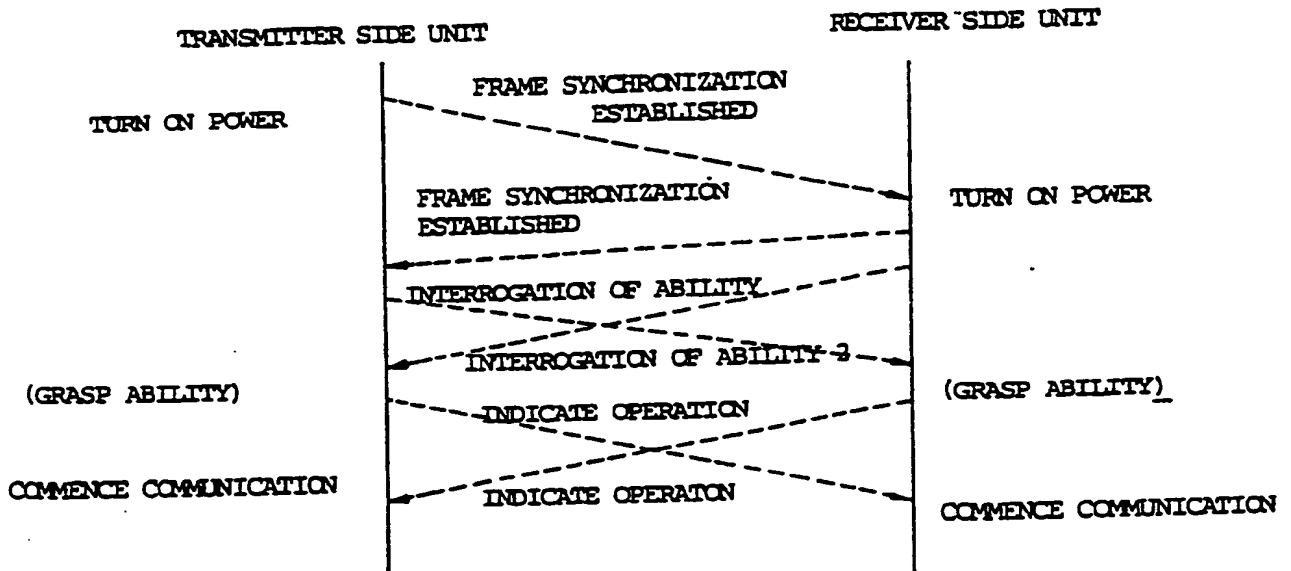 TRANSMITTER SIDE UNIT
RECEIVER SIDE UNIT
FRAME SYNCHRONIZATION
ESTABLISHED
TURN ON POWER
FRAME SYNCHRONIZATION
ESTABLISHED
TURN ON POWER
INTERROGATION OF ABILITY
INTERROGATION OF ABILITY 2
(GRASP ABILITY)
INDICATE OPERATION
(GRASP ABILITY)
COMMENCE COMMUNICATION
INDICATE OPERATON
COMMENCE COMMUNICATION